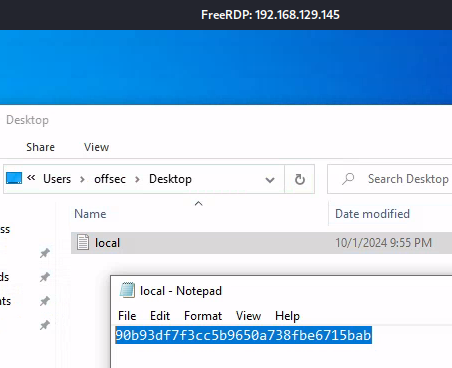 FreeRDP: 192.168.129.145
Desktop
Share View
« Users > offsec > Desktop
Search Desktop
Name Date modified
ss
local 10/1/2024 9:55 PM
ds
nts
local - Notepad
File Edit Format View Help
90b93df7f3cc5b9650a738fbe6715bab